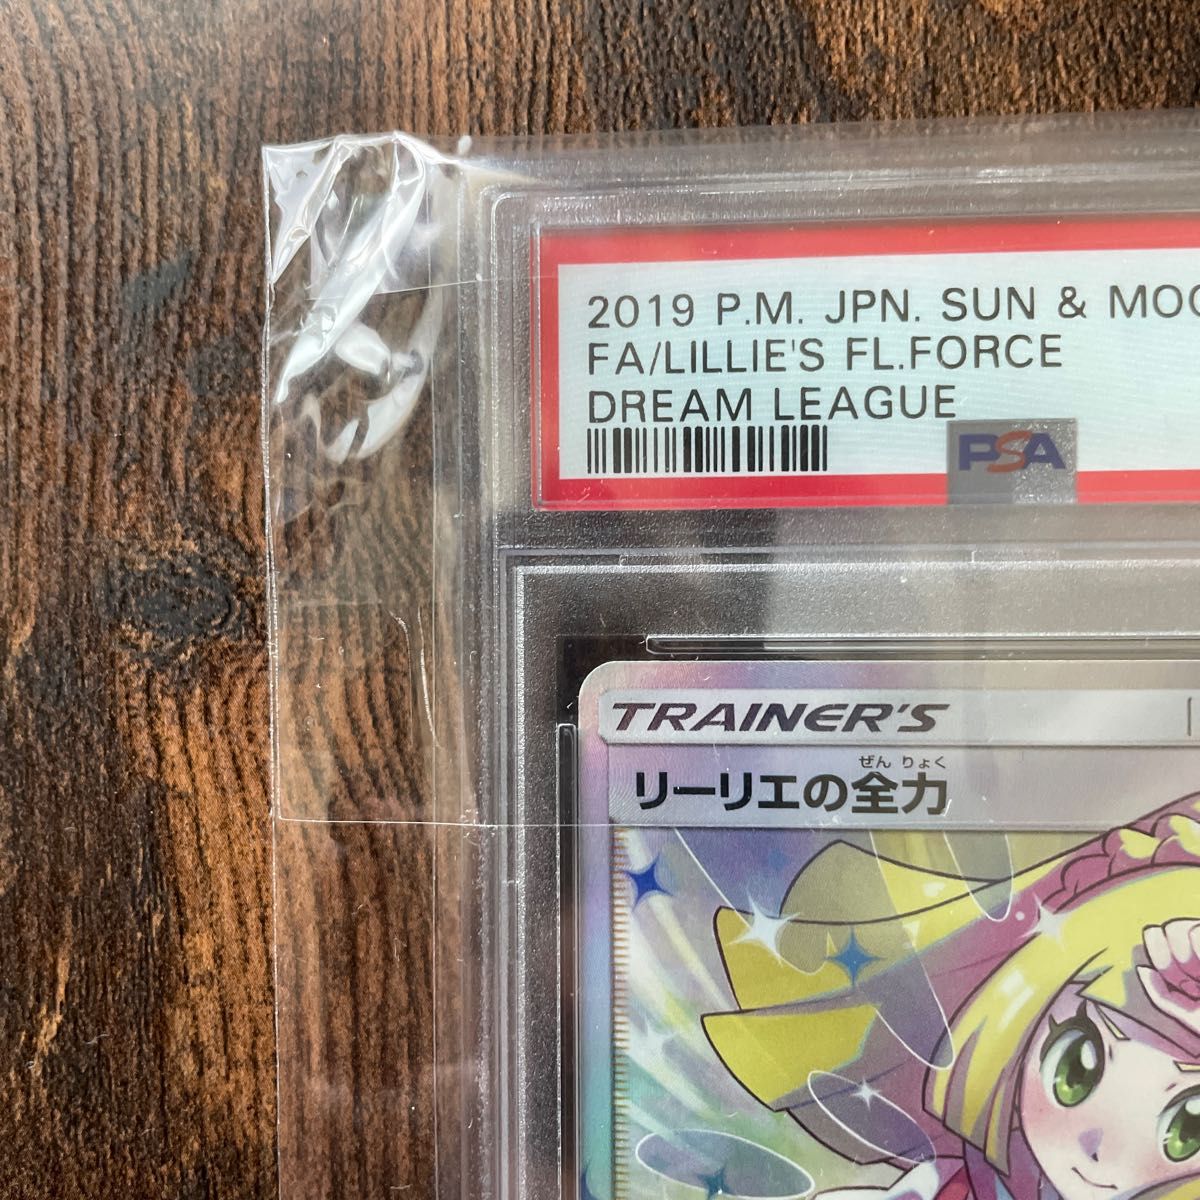 2019 P.M. JPN. SUN & MOO
FA/LILLIE'S FL.FORCE
DREAM LEAGUE
PSA
TRAINER'S
ぜんりょく
リーリエの全力